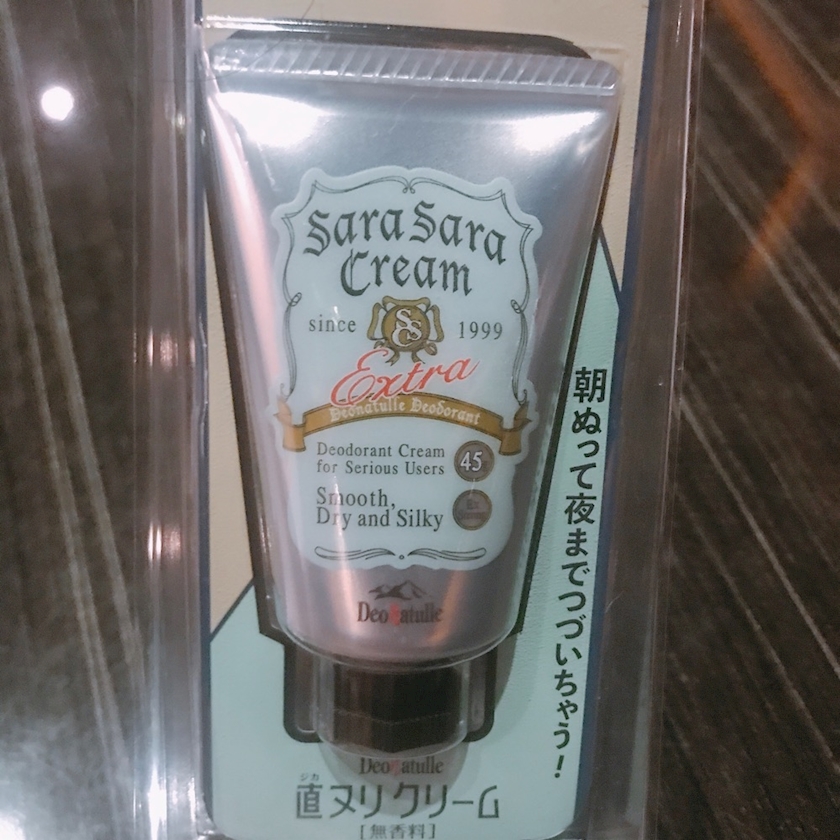 Sara Sara
Cream
since 1999
SSC
Extra
Deonatulle Deodorant
Deodorant Cream
for Serious Users
45
Smooth,
Dry and Silky
DeoNatulle
朝ぬって夜までつづいちゃう!
DeoNatulle
ジカ
直ヌリクリーム
[無香料]